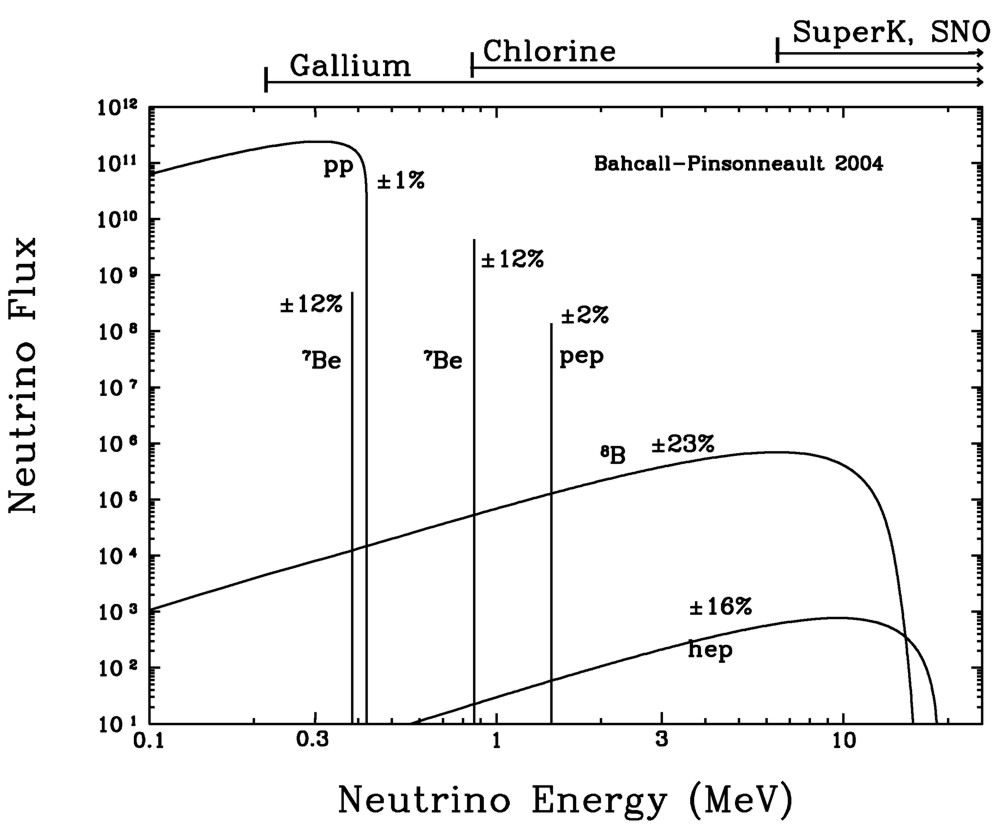 SuperK, SNO
Chlorine
Gallium
Bahcall-Pinsonneault 2004
Neutrino Flux
10¹²
10¹¹
10¹⁰
10⁹
10⁸
10⁷
10⁶
10⁵
10⁴
10³
10²
10¹
pp
±1%
±12%
±12%
±2%
⁷Be
⁷Be
pep
⁸B
±23%
±16%
hep
0.1 0.3 1 3 10
Neutrino Energy (MeV)